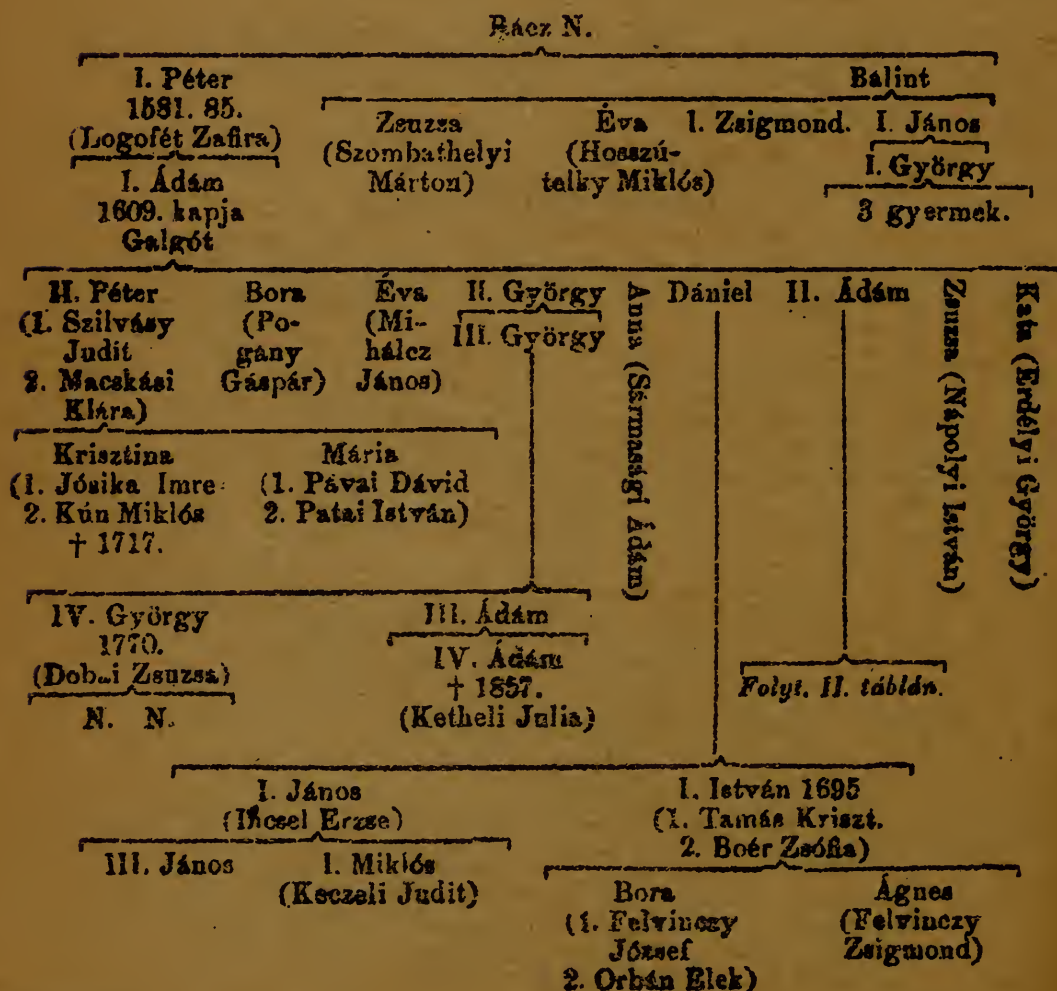 Rácz N.
I. Péter Bálint
1581. 85.
(Logofét Zafira)
Zsuzsa Éva I. Zsigmond. I. János
(Szombathelyi (Hosszú-
Márton) telky Miklós)
I. György
3 gyermek.
I. Ádám
1609. kapja
Galgót
II. Péter Bora Éva II. György Anna (Sármasági Ádám) Dániel II. Ádám Zsuzsa (Nápolyi István) Kata (Erdélyi György)
(1. Szilvásy (Po- (Mi- III. György
Judit gány hálcz
2. Macskási Gáspár) János)
Klára)
Krisztina Mária
(1. Jósika Imre (1. Pávai Dávid
2. Kún Miklós 2. Patai István)
† 1717.
IV. György III. Ádám
1770. IV. Ádám
(Dobai Zsuzsa) † 1857.
N. N. (Ketheli Julia)
Folyt. II. táblán.
I. János I. István 1695
(Incsel Erzse) (1. Tamás Kriszt.
2. Boér Zsófia)
III. János I. Miklós
(Keczeli Judit)
Bora Ágnes
(1. Felvinczy (Felvinczy
József Zsigmond)
2. Orbán Elek)